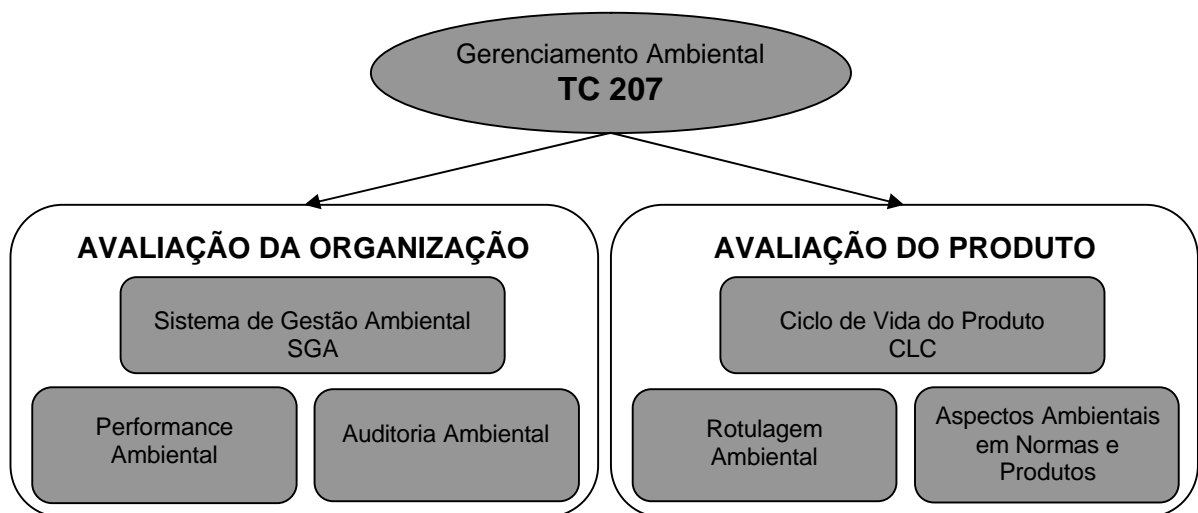 Gerenciamento Ambiental
TC 207
AVALIAÇÃO DA ORGANIZAÇÃO
Sistema de Gestão Ambiental
SGA
Performance
Ambiental
Auditoria Ambiental
AVALIAÇÃO DO PRODUTO
Ciclo de Vida do Produto
CLC
Rotulagem
Ambiental
Aspectos Ambientais
em Normas e
Produtos